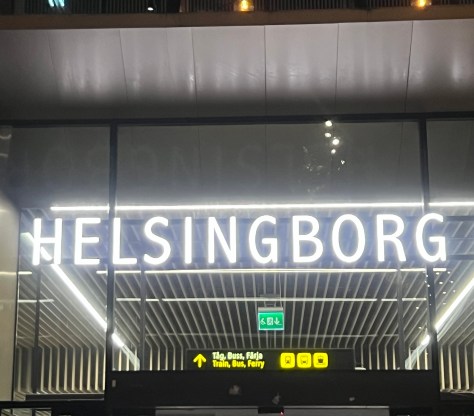 HELSINGBORG
Tåg, Buss, Färja
Train, Bus, Ferry